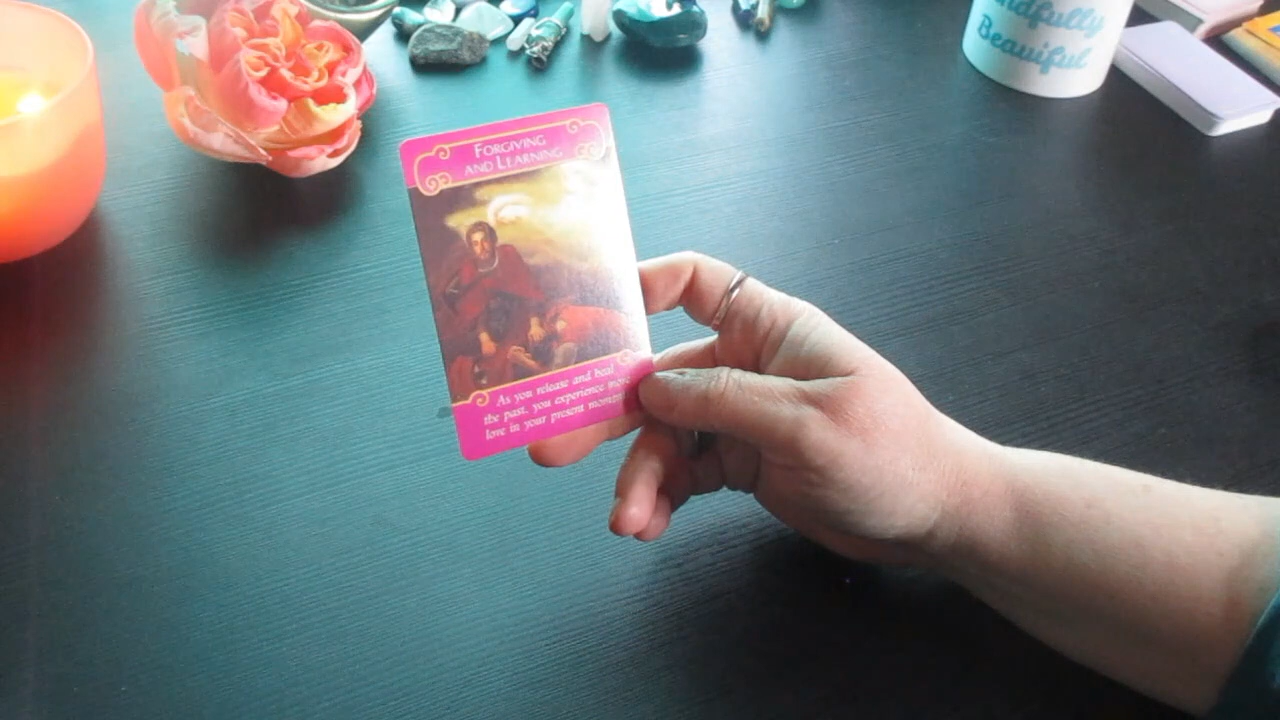 Mindfully
Beautiful
FORGIVING
AND LEARNING
As you release and heal
the past, you experience more
love in your present moment.